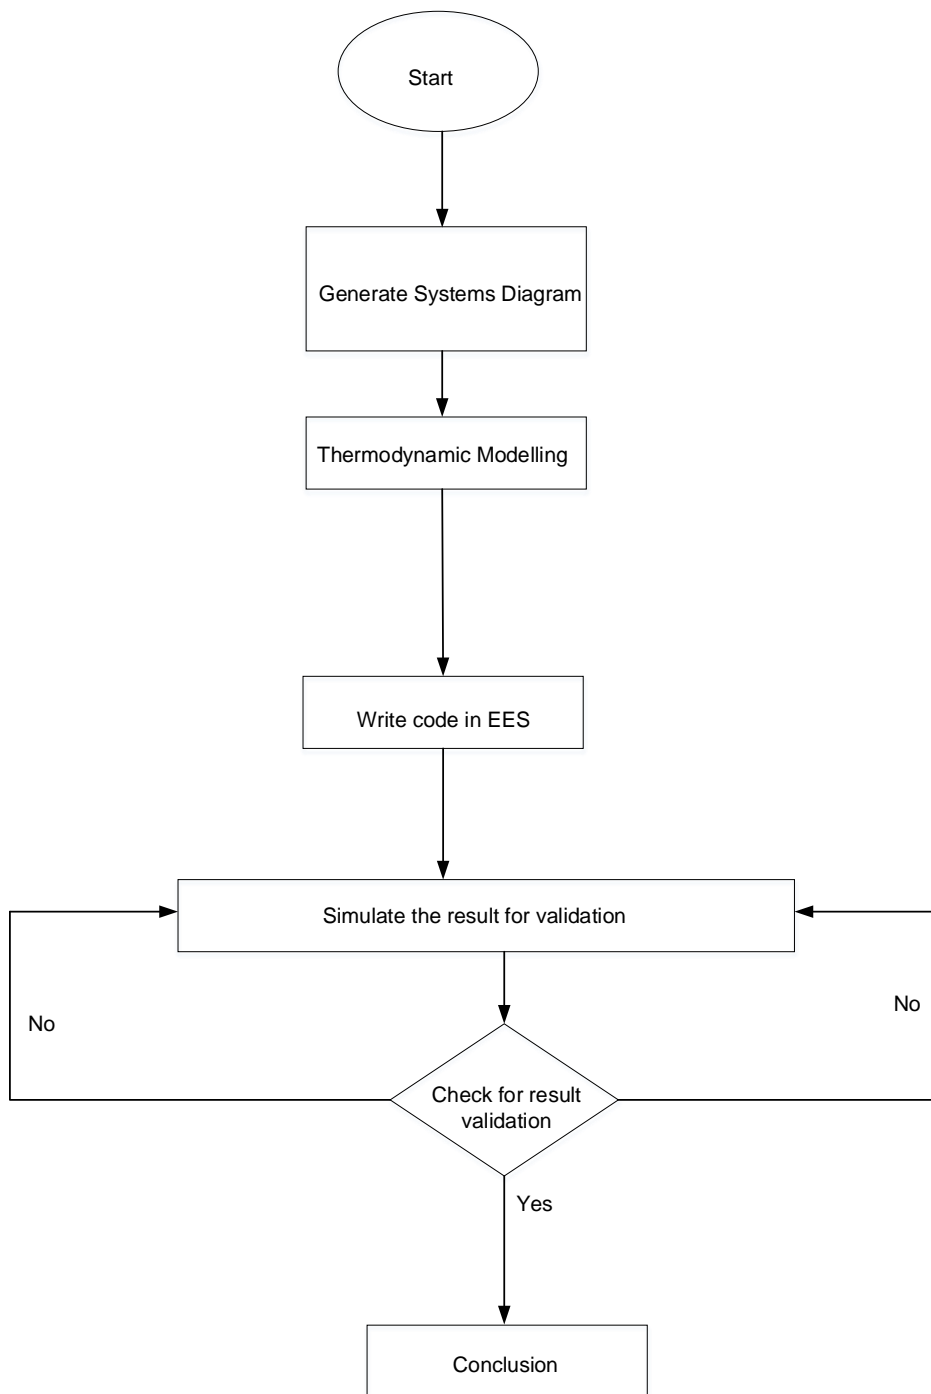 Start
Generate Systems Diagram
Thermodynamic Modelling
Write code in EES
Simulate the result for validation
No
No
Check for result
validation
Yes
Conclusion